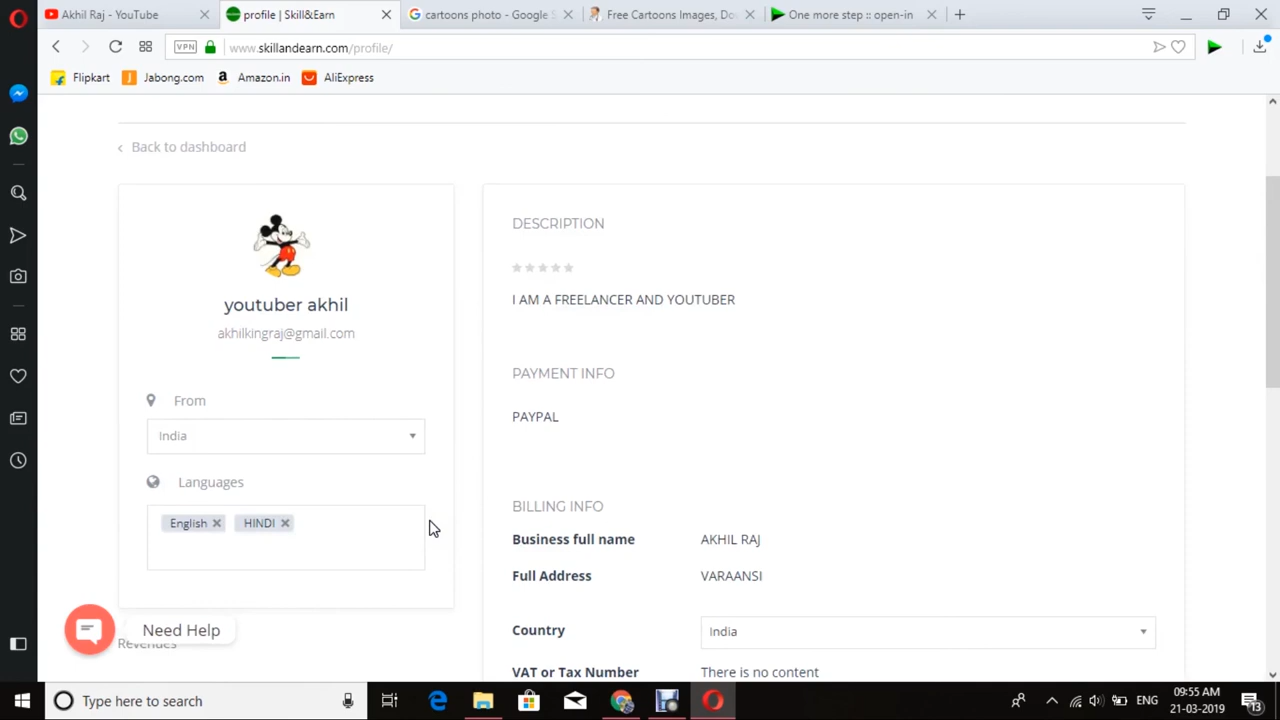 Akhil Raj - YouTube
profile | Skill&Earn
cartoons photo - Google S
Free Cartoons Images, Do
One more step :: open-in
VPN
www.skillandearn.com/profile/
Flipkart
Jabong.com
Amazon.in
AliExpress
Back to dashboard
youtuber akhil
akhilkingraj@gmail.com
From
India
Languages
English
HINDI
DESCRIPTION
I AM A FREELANCER AND YOUTUBER
PAYMENT INFO
PAYPAL
BILLING INFO
Business full name AKHIL RAJ
Full Address VARAANSI
Country India
VAT or Tax Number There is no content
Need Help
Revenues
Type here to search
ENG
09:55 AM
21-03-2019
13